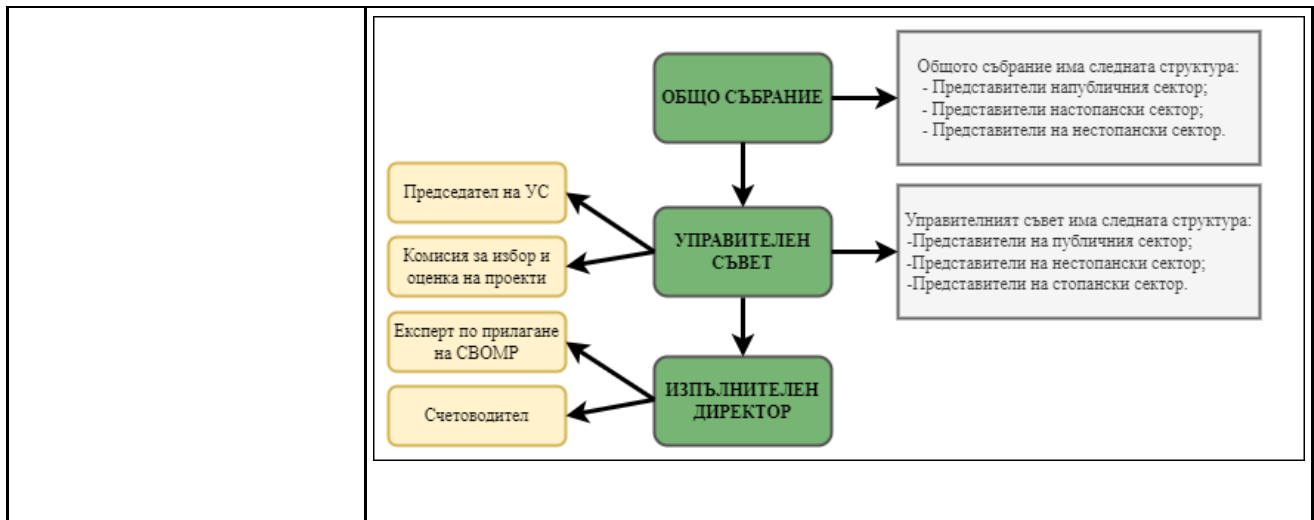 ОБЩО СЪБРАНИЕ
Общото събрание има следната структура:
- Представители напубличния сектор;
- Представители настопански сектор;
- Представители на нестопански сектор.
Председател на УС
Комисия за избор и
оценка на проекти
УПРАВИТЕЛЕН
СЪВЕТ
Управителният съвет има следната структура:
-Представители на публичния сектор;
-Представители на нестопански сектор;
-Представители на стопански сектор.
Експерт по прилагане
на СВОМР
Счетоводител
ИЗПЪЛНИТЕЛЕН
ДИРЕКТОР